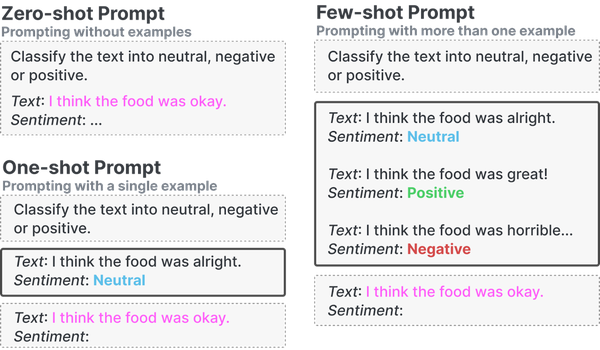 Zero-shot Prompt
Prompting without examples
Classify the text into neutral, negative
or positive.
Text: I think the food was okay.
Sentiment: ...
One-shot Prompt
Prompting with a single example
Classify the text into neutral, negative
or positive.
Text: I think the food was alright.
Sentiment: Neutral
Text: I think the food was okay.
Sentiment:
Few-shot Prompt
Prompting with more than one example
Classify the text into neutral, negative
or positive.
Text: I think the food was alright.
Sentiment: Neutral
Text: I think the food was great!
Sentiment: Positive
Text: I think the food was horrible...
Sentiment: Negative
Text: I think the food was okay.
Sentiment: